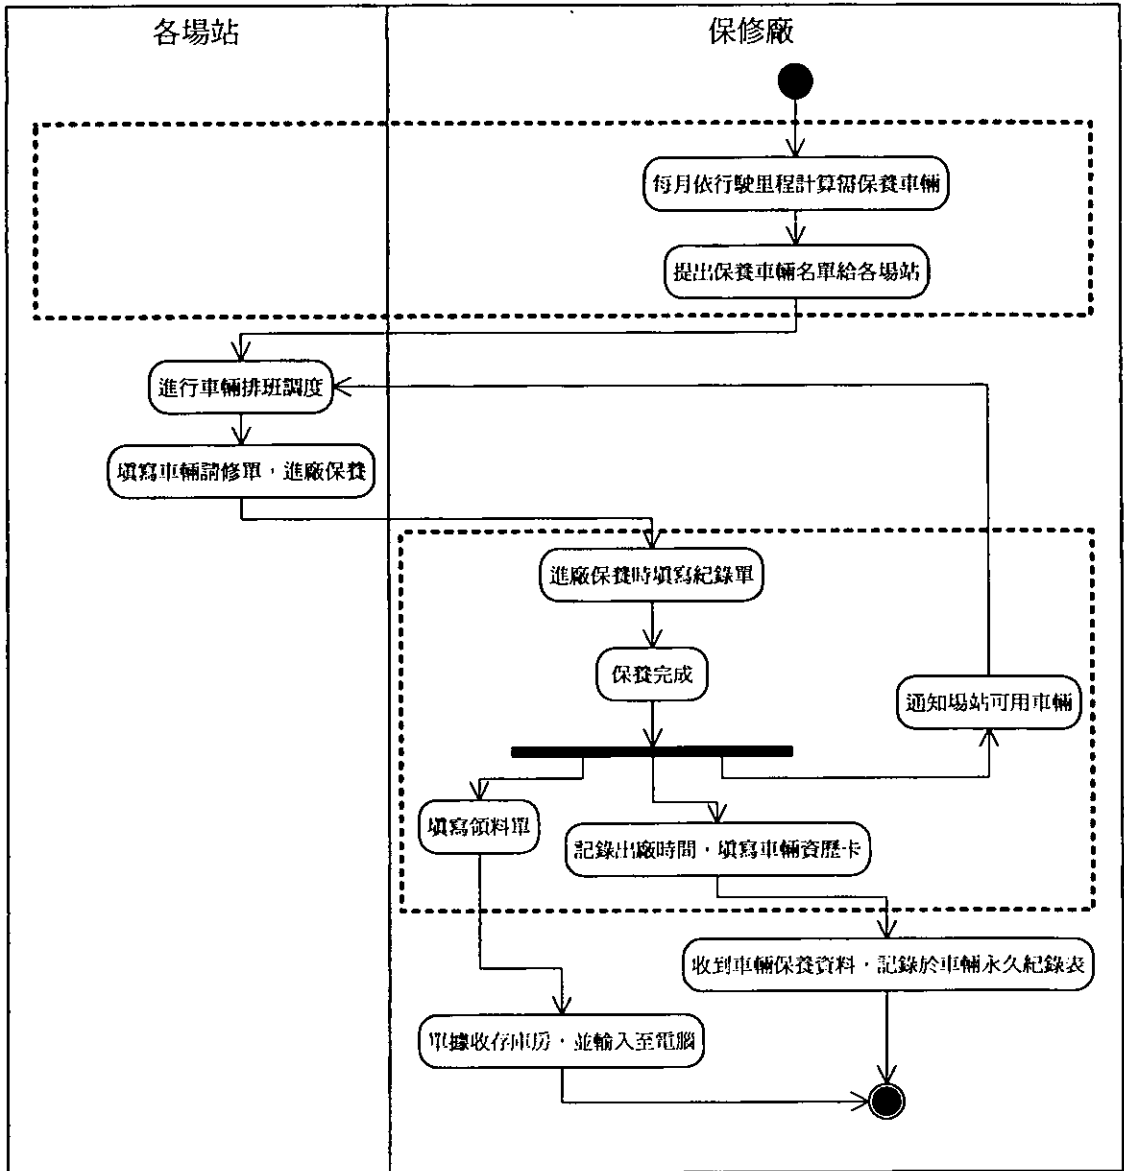 各場站
保修廠
每月依行駛里程計算需保養車輛
提出保養車輛名單給各場站
進行車輛排班調度
填寫車輛請修單，進廠保養
進廠保養時填寫紀錄單
保養完成
通知場站可用車輛
填寫領料單
記錄出廠時間，填寫車輛資歷卡
收到車輛保養資料，記錄於車輛永久紀錄表
單據收存庫房，並輸入至電腦